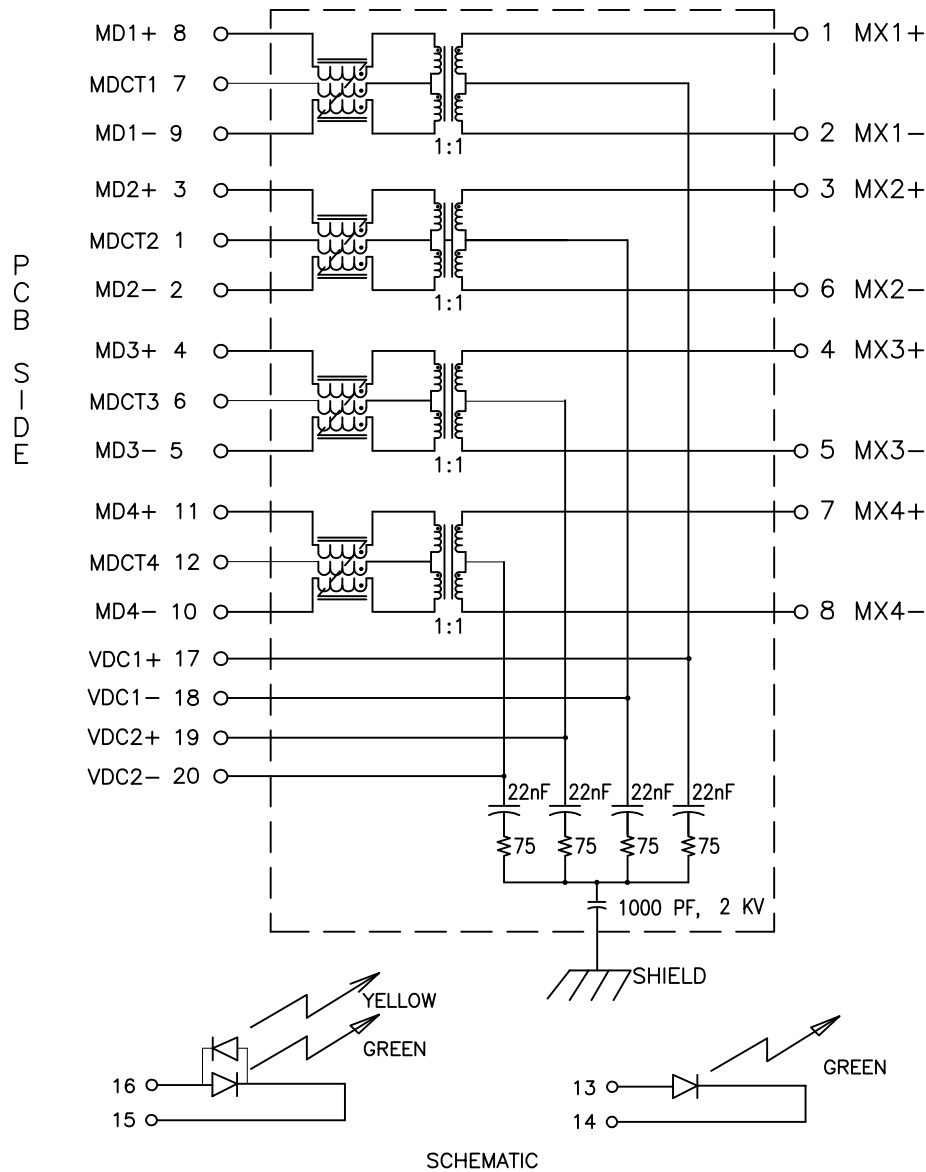 MD1+ 8 1 MX1+
MDCT1 7
MD1- 9 2 MX1-
1:1
MD2+ 3 3 MX2+
MDCT2 1
MD2- 2 6 MX2-
1:1
PCB SIDE
MD3+ 4 4 MX3+
MDCT3 6
MD3- 5 5 MX3-
1:1
MD4+ 11 7 MX4+
MDCT4 12
MD4- 10 8 MX4-
1:1
VDC1+ 17
VDC1- 18
VDC2+ 19
VDC2- 20
22nF 22nF 22nF 22nF
75 75 75 75
1000 PF, 2 KV
SHIELD
YELLOW
GREEN
16
15
GREEN
13
14
SCHEMATIC